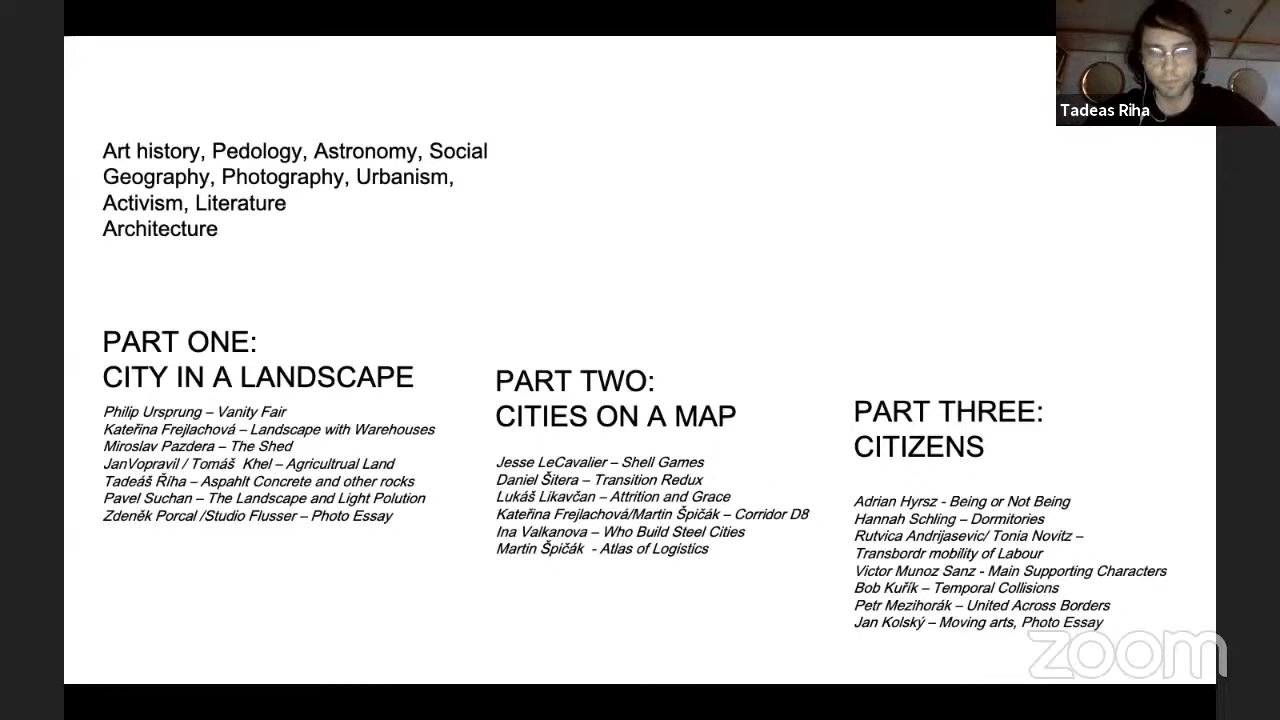 Tadeas Riha
Art history, Pedology, Astronomy, Social
Geography, Photography, Urbanism,
Activism, Literature
Architecture
PART ONE:
CITY IN A LANDSCAPE
Philip Ursprung – Vanity Fair
Kateřina Frejlachová – Landscape with Warehouses
Miroslav Pazdera – The Shed
JanVopravil / Tomáš  Khel – Agricultrual Land
Tadeáš Říha – Aspahlt Concrete and other rocks
Pavel Suchan – The Landscape and Light Polution
Zdeněk Porcal /Studio Flusser – Photo Essay
PART TWO:
CITIES ON A MAP
Jesse LeCavalier – Shell Games
Daniel Šitera – Transition Redux
Lukáš Likavčan – Attrition and Grace
Kateřina Frejlachová/Martin Špičák – Corridor D8
Ina Valkanova – Who Build Steel Cities
Martin Špičák  - Atlas of Logistics
PART THREE:
CITIZENS
Adrian Hyrsz - Being or Not Being
Hannah Schling – Dormitories
Rutvica Andrijasevic/ Tonia Novitz –
Transbordr mobility of Labour
Victor Munoz Sanz - Main Supporting Characters
Bob Kuřík – Temporal Collisions
Petr Mezihorák – United Across Borders
Jan Kolský – Moving arts, Photo Essay
zoom